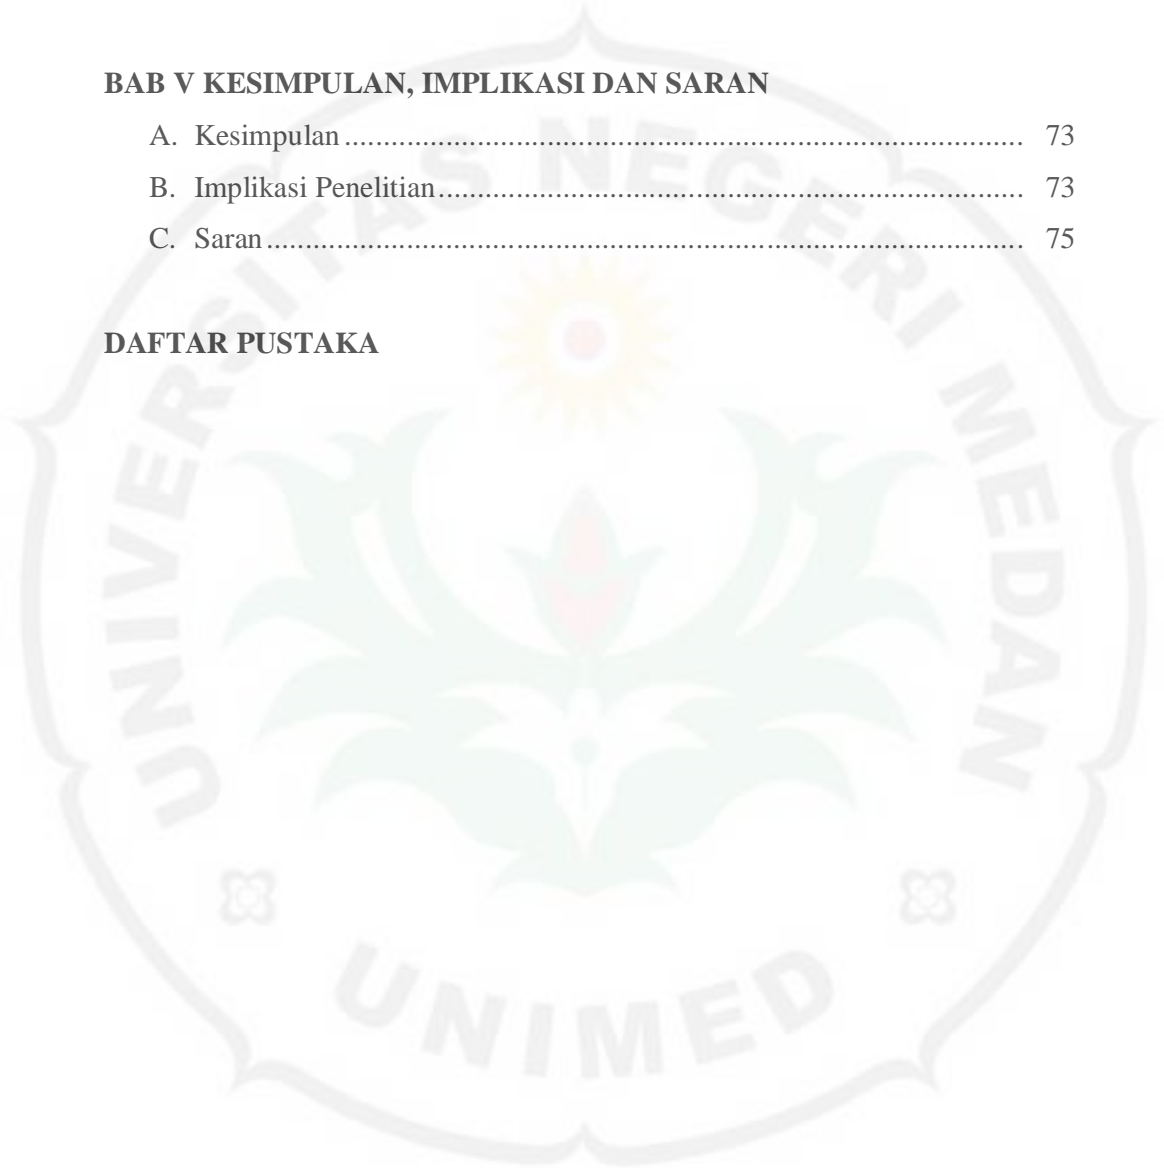 BAB V KESIMPULAN, IMPLIKASI DAN SARAN
A. Kesimpulan ........................................................................................ 73
B. Implikasi Penelitian ............................................................................ 73
C. Saran .................................................................................................. 75
DAFTAR PUSTAKA
UNIVERSITAS NEGERI MEDAN
UNIMED